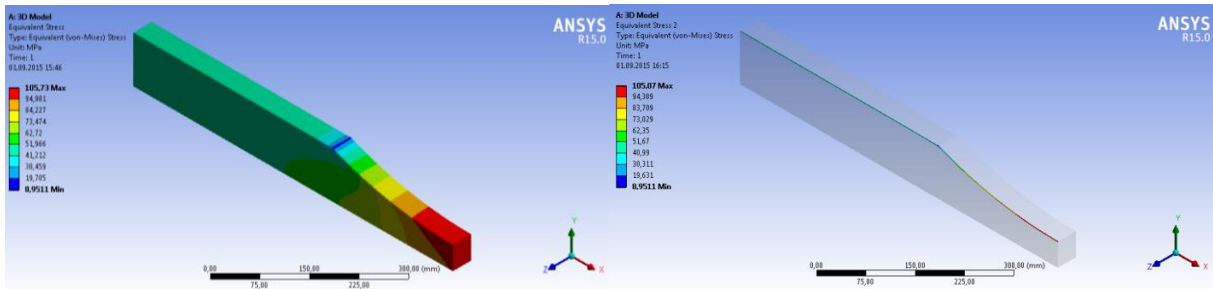 A: 3D Model
Equivalent Stress
Type: Equivalent (von-Mises) Stress
Unit: MPa
Time: 1
01.09.2015 15:46
105,73 Max
94,981
84,227
73,474
62,72
51,966
41,212
30,459
19,705
8,9511 Min
ANSYS
R15.0
0,00
150,00
300,00 (mm)
75,00
225,00
Y
Z
X
A: 3D Model
Equivalent Stress 2
Type: Equivalent (von-Mises) Stress
Unit: MPa
Time: 1
01.09.2015 16:15
105,07 Max
94,389
83,709
73,029
62,35
51,67
40,99
30,311
19,631
8,9511 Min
ANSYS
R15.0
0,00
150,00
300,00 (mm)
75,00
225,00
Y
Z
X